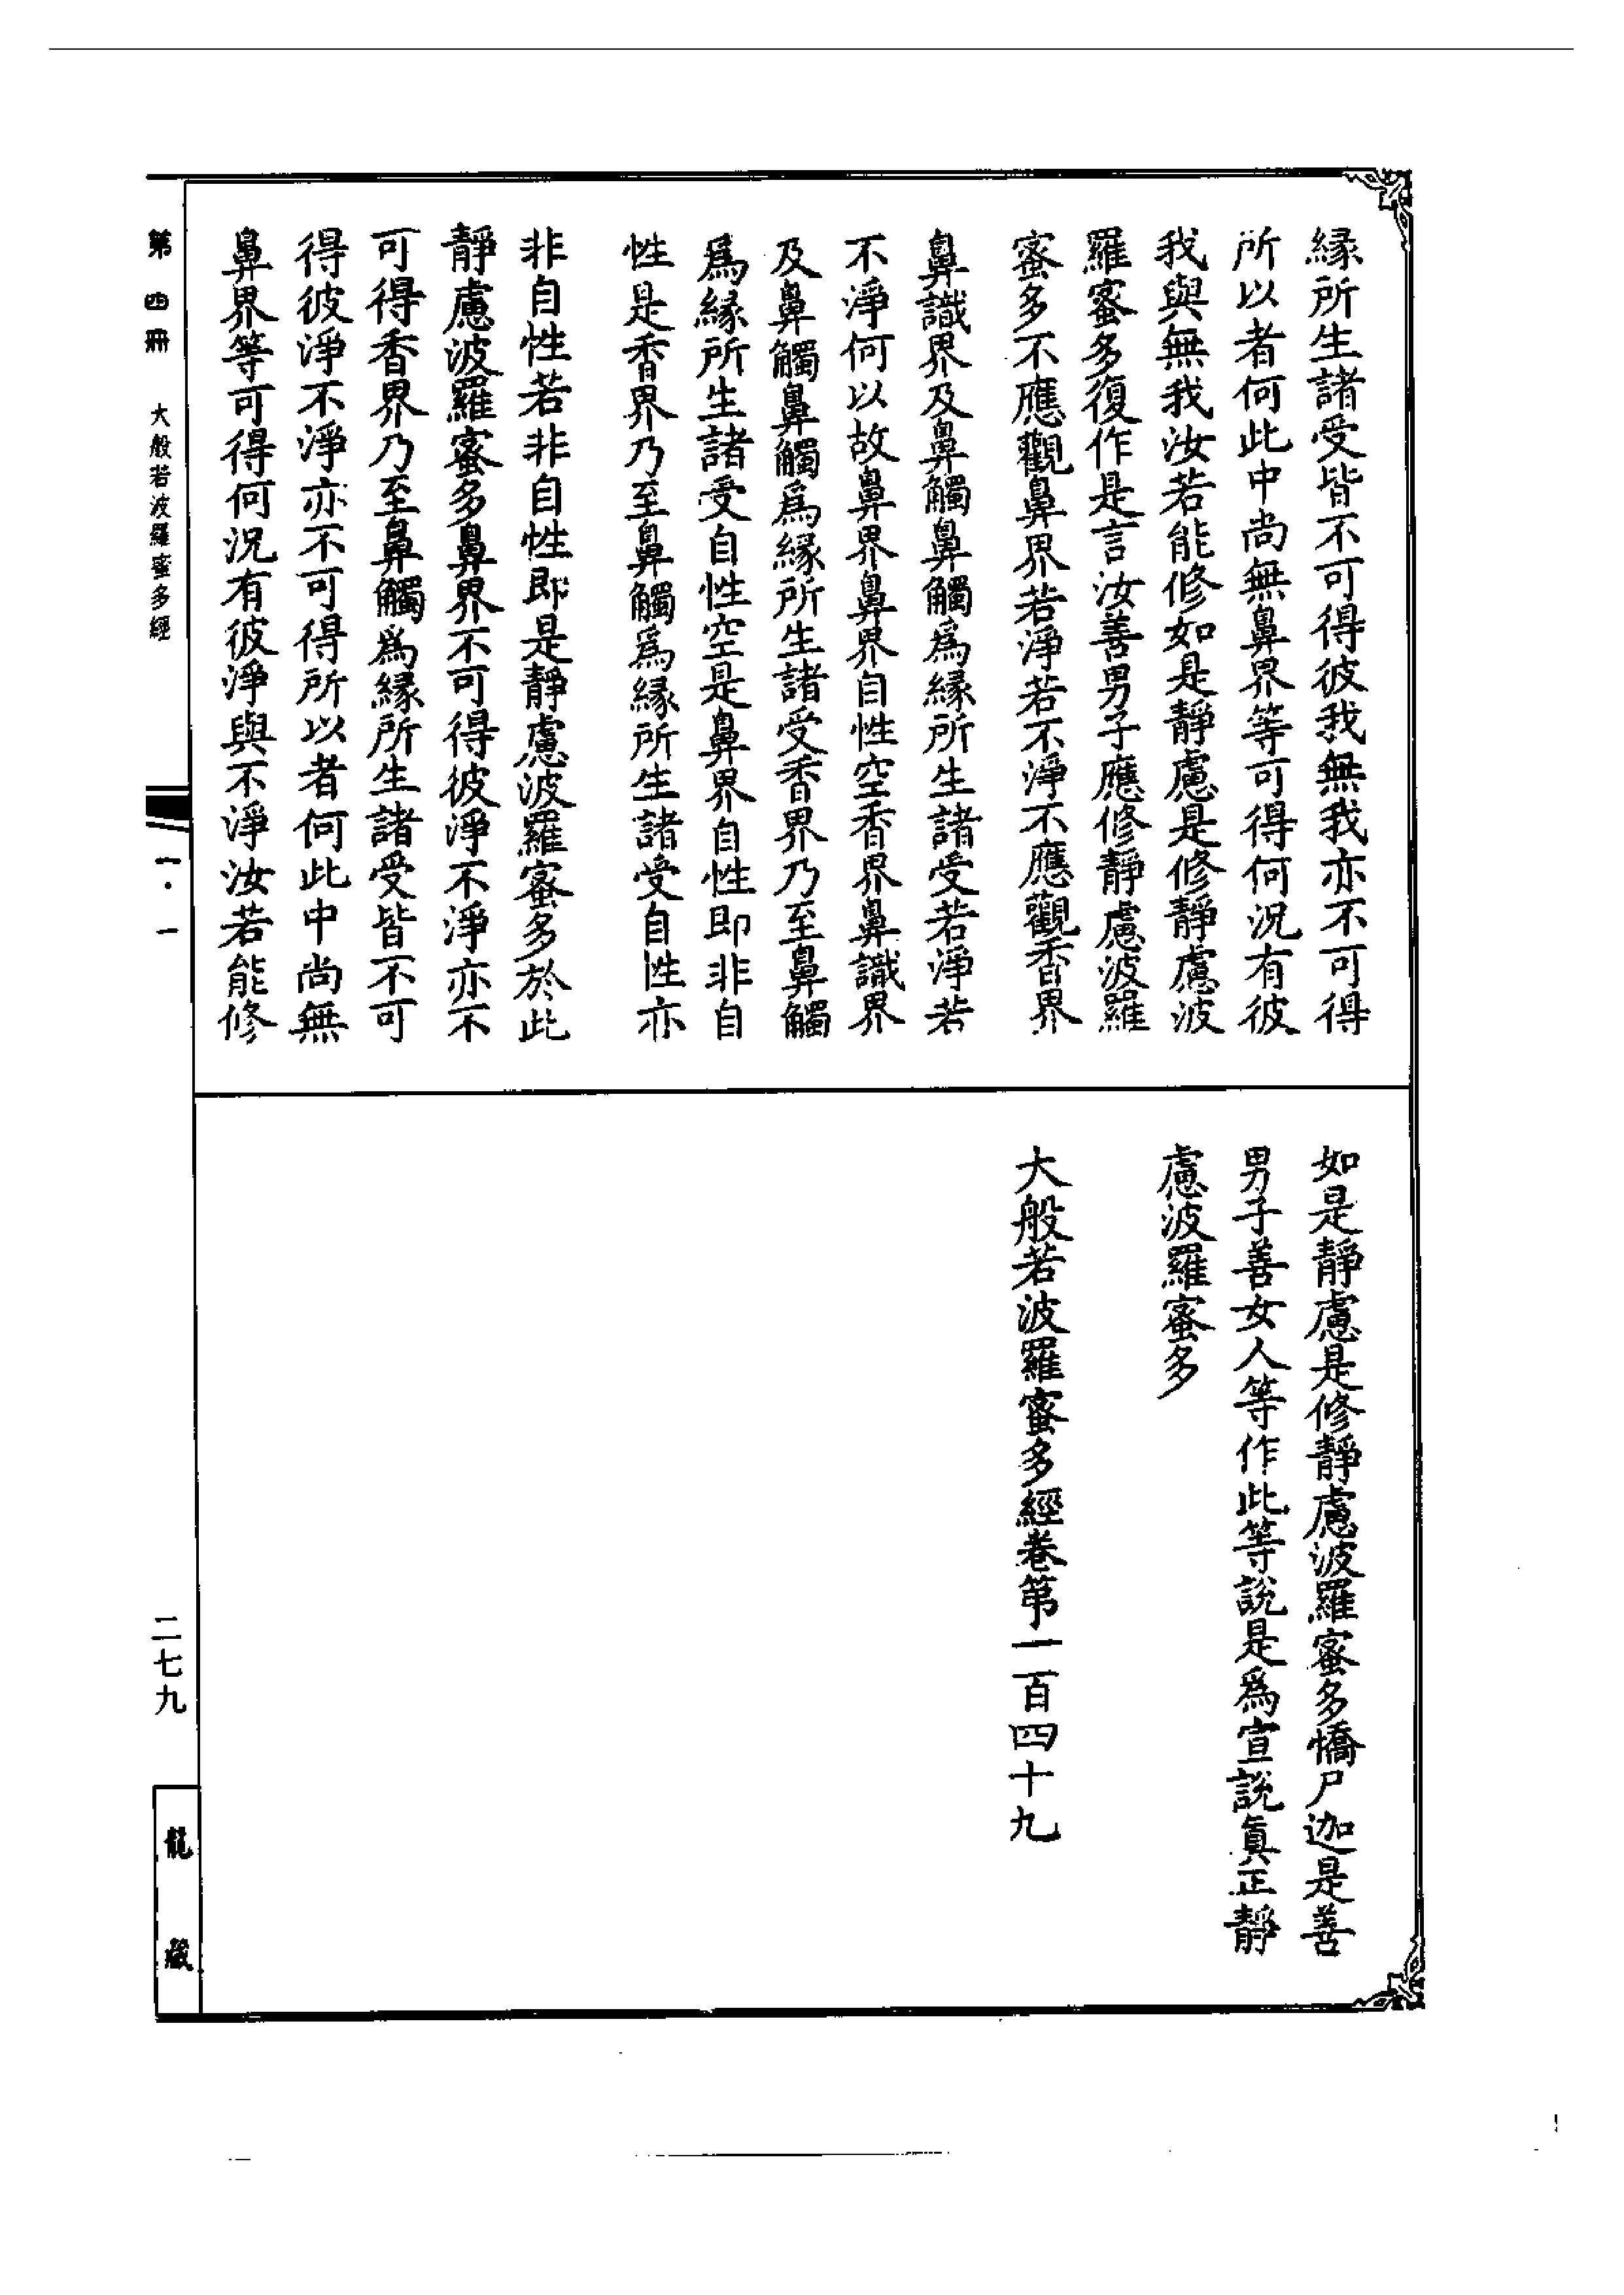 緣所生諸受皆不可得彼我無我亦不可得
所以者何此中尚無鼻界等可得何況有彼
我與無我汝若能修如是靜慮是修靜慮波
羅蜜多復作是言汝善男子應修靜慮波羅
蜜多不應觀鼻界若淨若不淨不應觀香界
鼻識界及鼻觸鼻觸為緣所生諸受若淨若
不淨何以故鼻界鼻界自性空香界鼻識界
及鼻觸鼻觸為緣所生諸受香界乃至鼻觸
為緣所生諸受自性空是鼻界自性即非自
性是香界乃至鼻觸為緣所生諸受自性亦
非自性若非自性即是靜慮波羅蜜多於此
靜慮波羅蜜多鼻界不可得彼淨不淨亦不
可得香界乃至鼻觸為緣所生諸受皆不可
得彼淨不淨亦不可得所以者何此中尚無
鼻界等可得何況有彼淨與不淨汝若能修
如是靜慮是修靜慮波羅蜜多憍尸迦是善
男子善女人等作此等說是為宣說真正靜
慮波羅蜜多
大般若波羅蜜多經卷第一百四十九
第四冊 大般若波羅蜜多經 一·一 二七九
龍藏